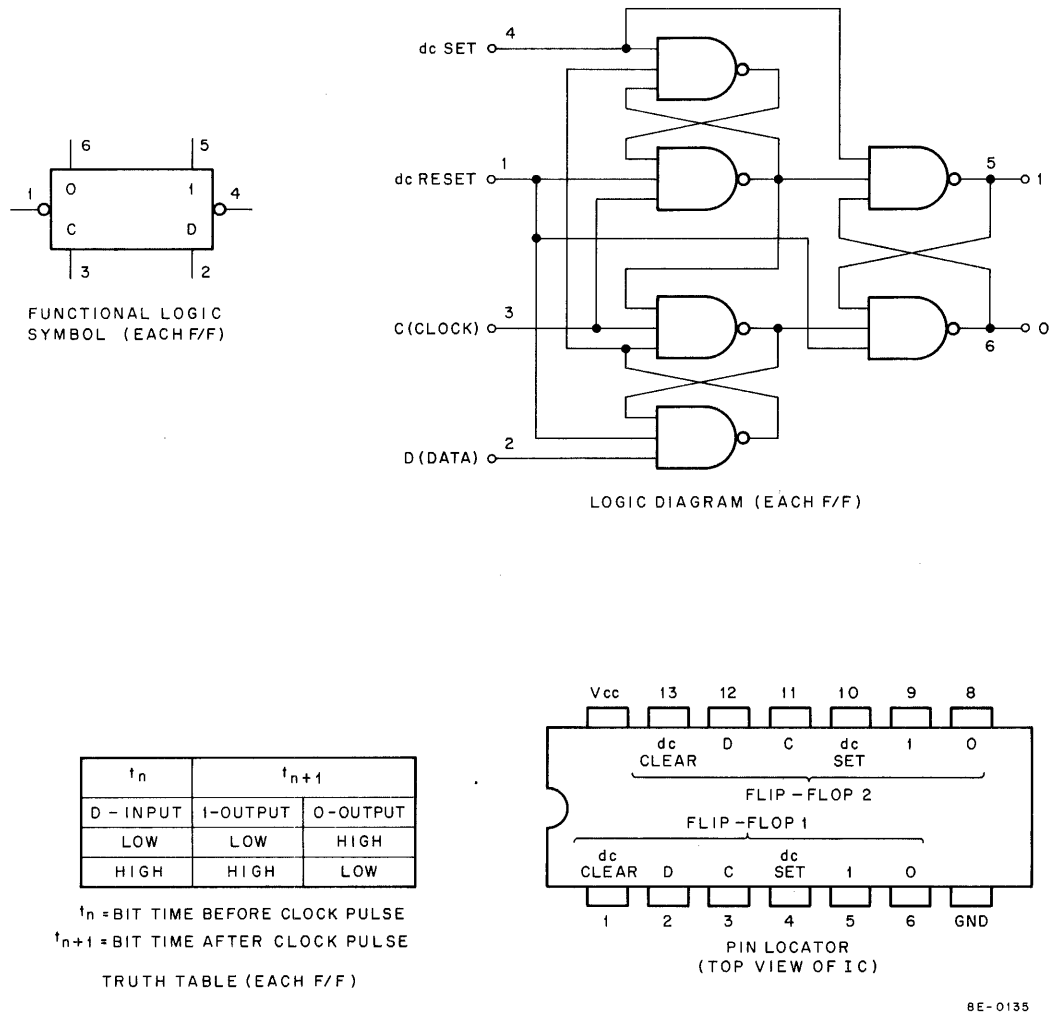 4
dc SET
6
5
O
1
1
4
C
D
3
2
FUNCTIONAL LOGIC
SYMBOL (EACH F/F)
1
dc RESET
5
1
3
C(CLOCK)
6
O
2
D(DATA)
LOGIC DIAGRAM (EACH F/F)
tn
tn+1
D-INPUT
1-OUTPUT
O-OUTPUT
LOW
LOW
HIGH
HIGH
HIGH
LOW
tn = BIT TIME BEFORE CLOCK PULSE
tn+1 = BIT TIME AFTER CLOCK PULSE
TRUTH TABLE (EACH F/F)
Vcc 13 12 11 10 9 8
dc CLEAR
D
C
dc SET
1
O
FLIP-FLOP 2
FLIP-FLOP 1
dc CLEAR
D
C
dc SET
1
O
1 2 3 4 5 6 GND
PIN LOCATOR
(TOP VIEW OF IC)
8E-0135